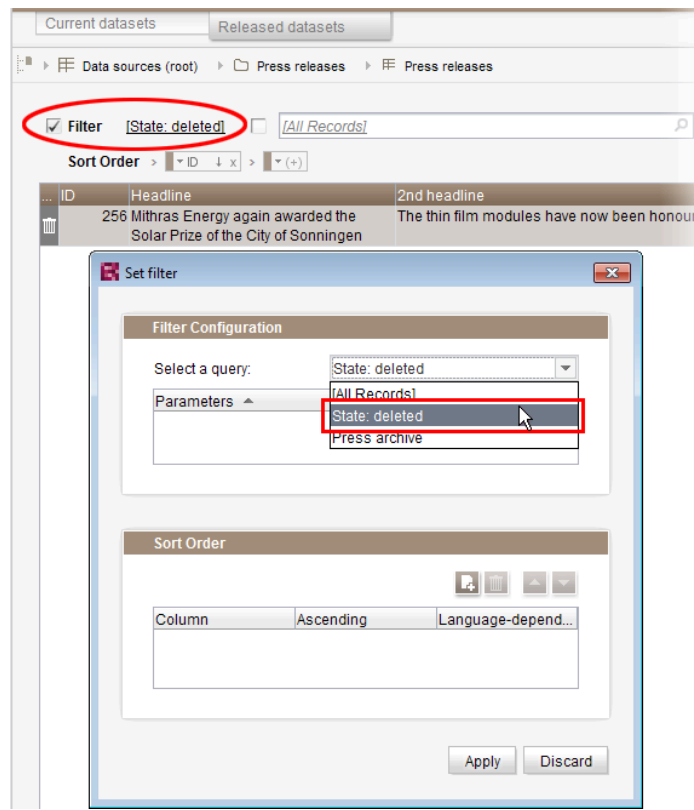 Current datasets Released datasets
Data sources (root) Press releases Press releases
Filter [State: deleted] [All Records]
Sort Order > ID ↓ x > (+)
... ID Headline 2nd headline
256 Mithras Energy again awarded the The thin film modules have now been honou
Solar Prize of the City of Sonningen
Set filter
Filter Configuration
Select a query: State: deleted
Parameters [All Records]
State: deleted
Press archive
Sort Order
Column Ascending Language-depend...
Apply Discard